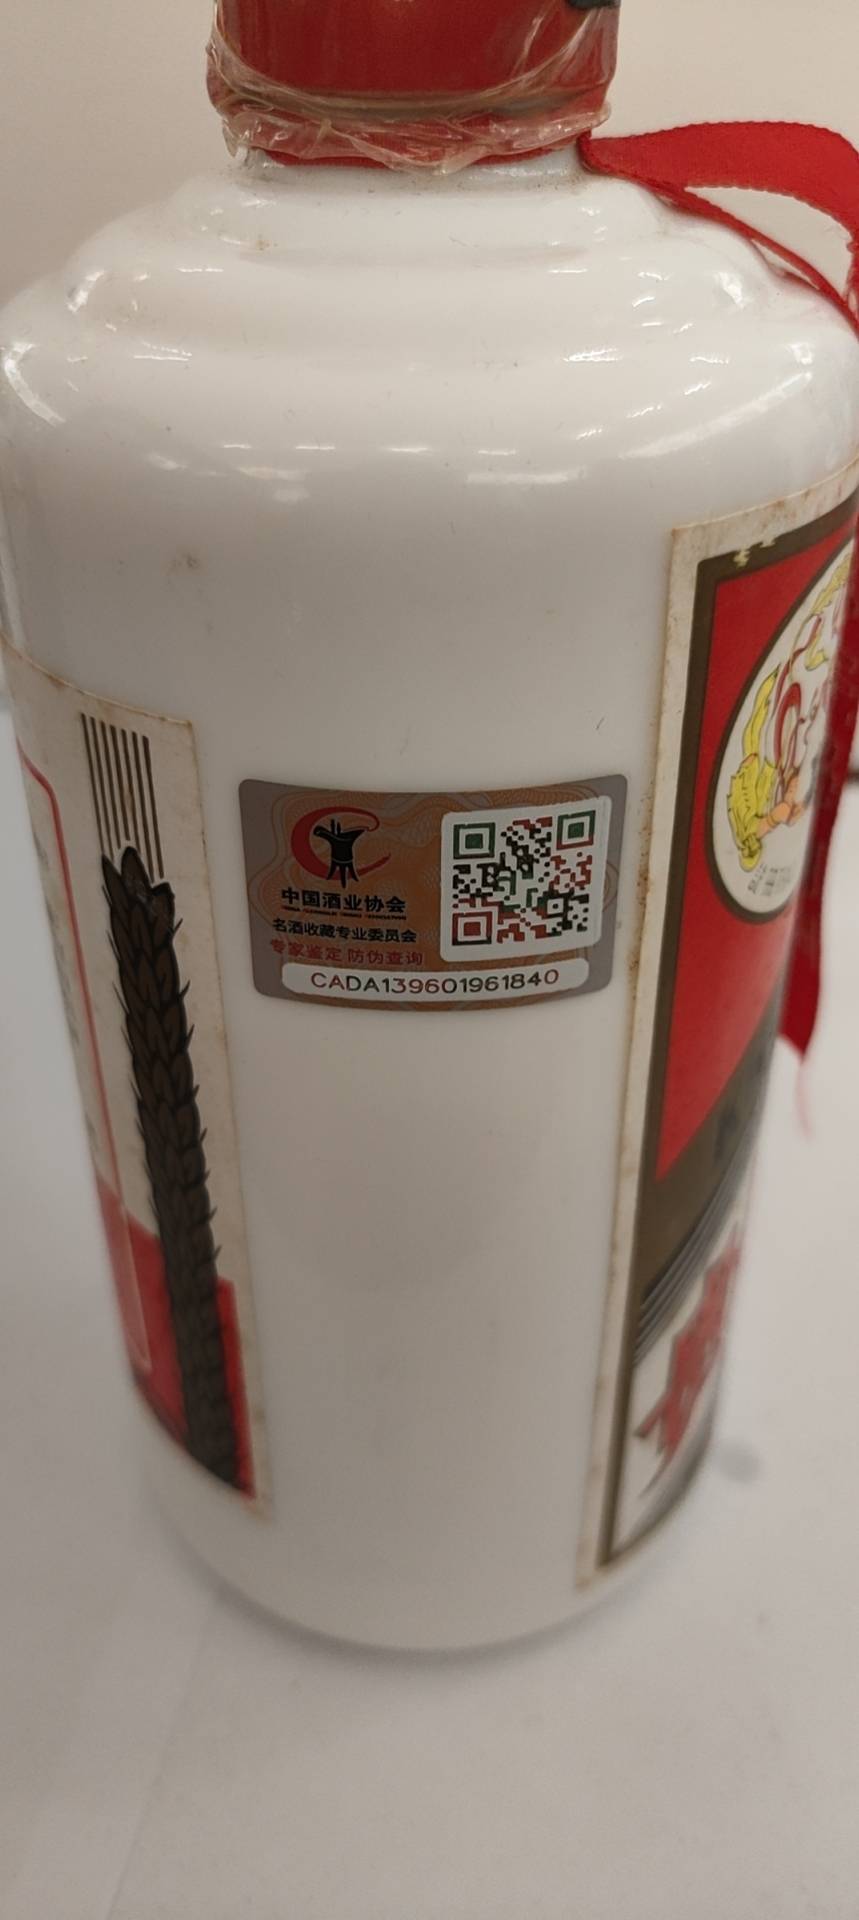 中国酒业协会
名酒收藏专业委员会
专家鉴定 防伪查询
CADA139601961840